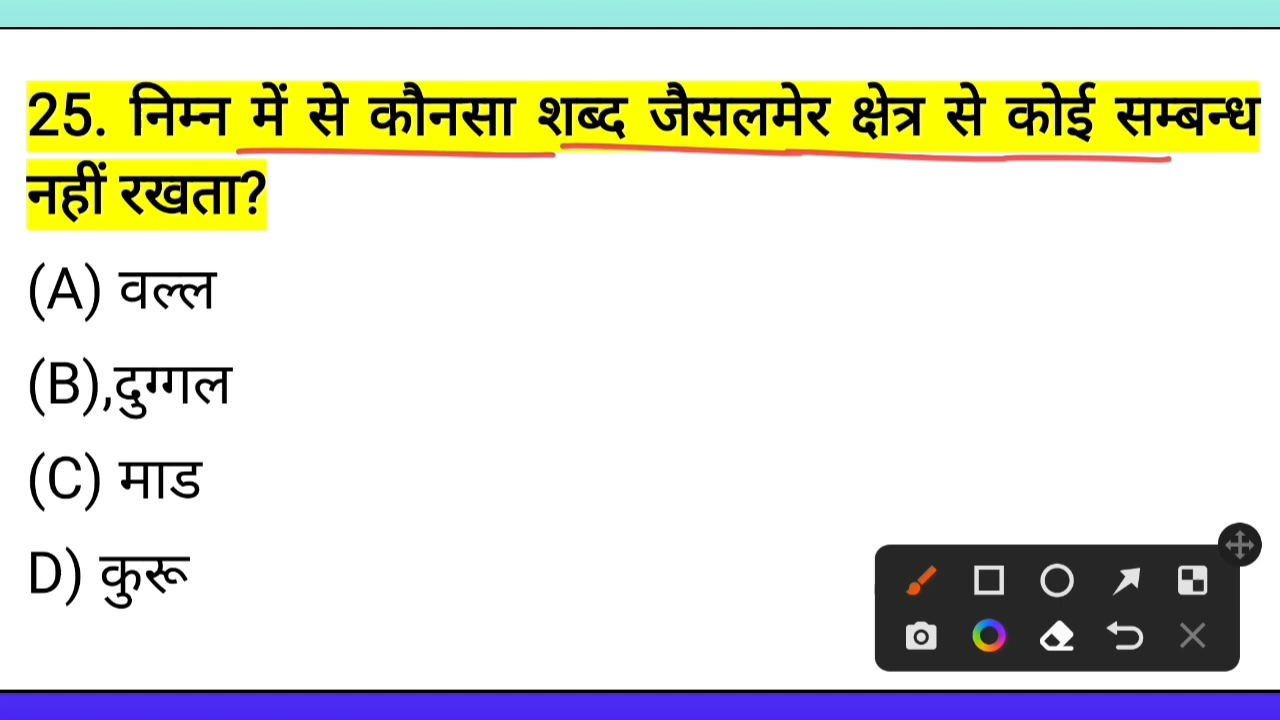 25. निम्न में से कौनसा शब्द जैसलमेर क्षेत्र से कोई सम्बन्ध
नहीं रखता?
(A) वल्ल
(B),दुग्गल
(C) माड
D) कुरू